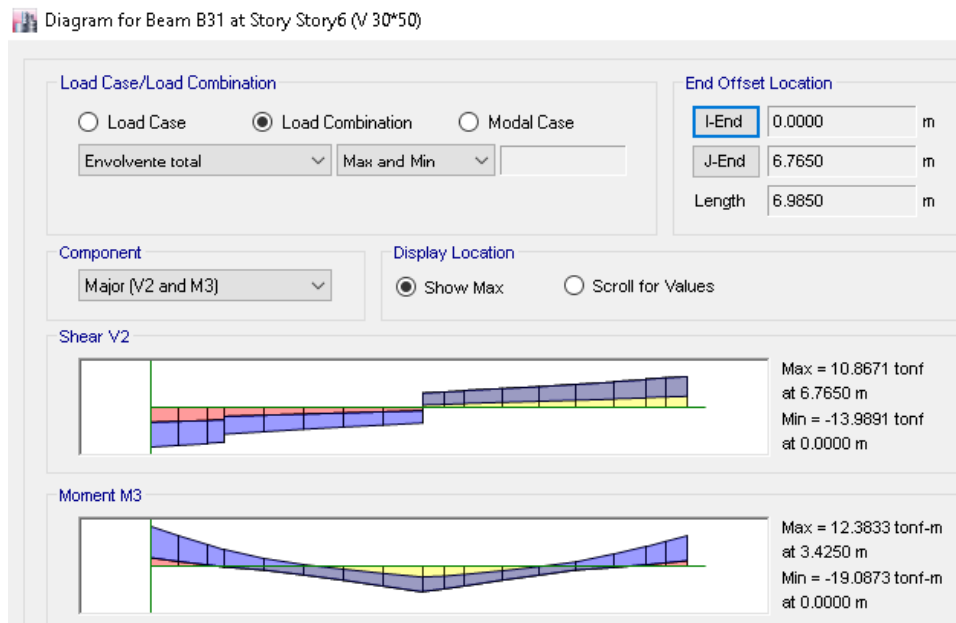 Diagram for Beam B31 at Story Story6 (V 30*50)
Load Case/Load Combination
Load Case
Load Combination
Modal Case
Envolvente total
Max and Min
End Offset Location
I-End 0.0000 m
J-End 6.7650 m
Length 6.9850 m
Component
Major (V2 and M3)
Display Location
Show Max
Scroll for Values
Shear V2
Max = 10.8671 tonf
at 6.7650 m
Min = -13.9891 tonf
at 0.0000 m
Moment M3
Max = 12.3833 tonf-m
at 3.4250 m
Min = -19.0873 tonf-m
at 0.0000 m